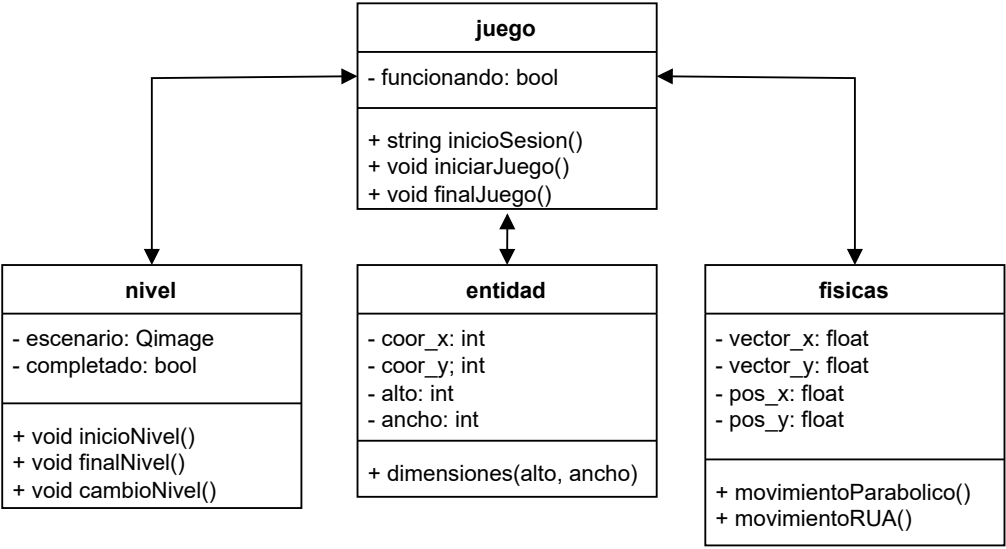 juego
- funcionando: bool
+ string inicioSesion()
+ void iniciarJuego()
+ void finalJuego()
nivel
- escenario: Qimage
- completado: bool
+ void inicioNivel()
+ void finalNivel()
+ void cambioNivel()
entidad
- coor_x: int
- coor_y; int
- alto: int
- ancho: int
+ dimensiones(alto, ancho)
fisicas
- vector_x: float
- vector_y: float
- pos_x: float
- pos_y: float
+ movimientoParabolico()
+ movimientoRUA()